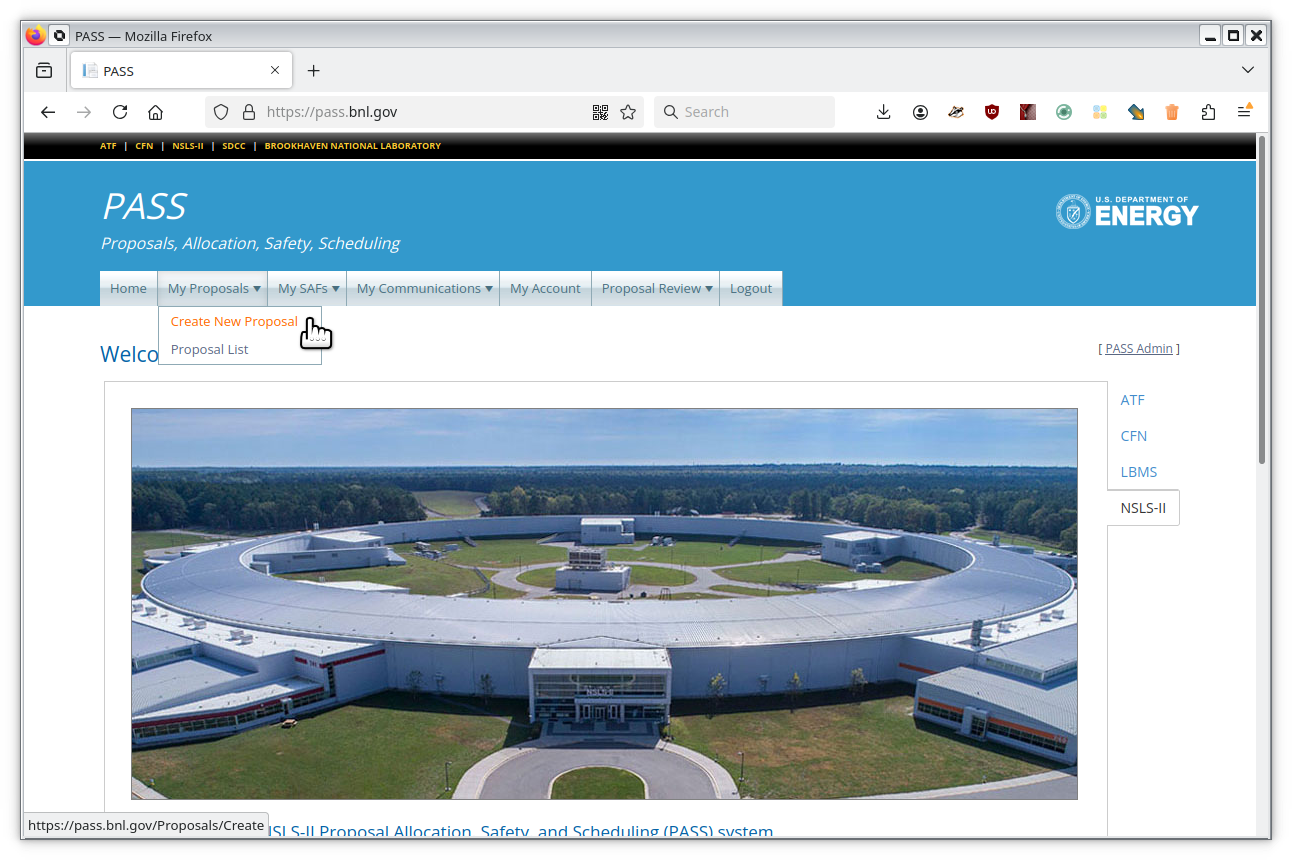 PASS — Mozilla Firefox
PASS
https://pass.bnl.gov
Search
ATF | CFN | NSLS-II | SDCC | BROOKHAVEN NATIONAL LABORATORY
PASS
U.S. DEPARTMENT OF
ENERGY
Proposals, Allocation, Safety, Scheduling
Home My Proposals My SAFs My Communications My Account Proposal Review Logout
Create New Proposal
Proposal List
Welco
[ PASS Admin ]
ATF
CFN
LBMS
NSLS-II
NSLS-II
https://pass.bnl.gov/Proposals/Create
NSLS-II Proposal Allocation, Safety, and Scheduling (PASS) system